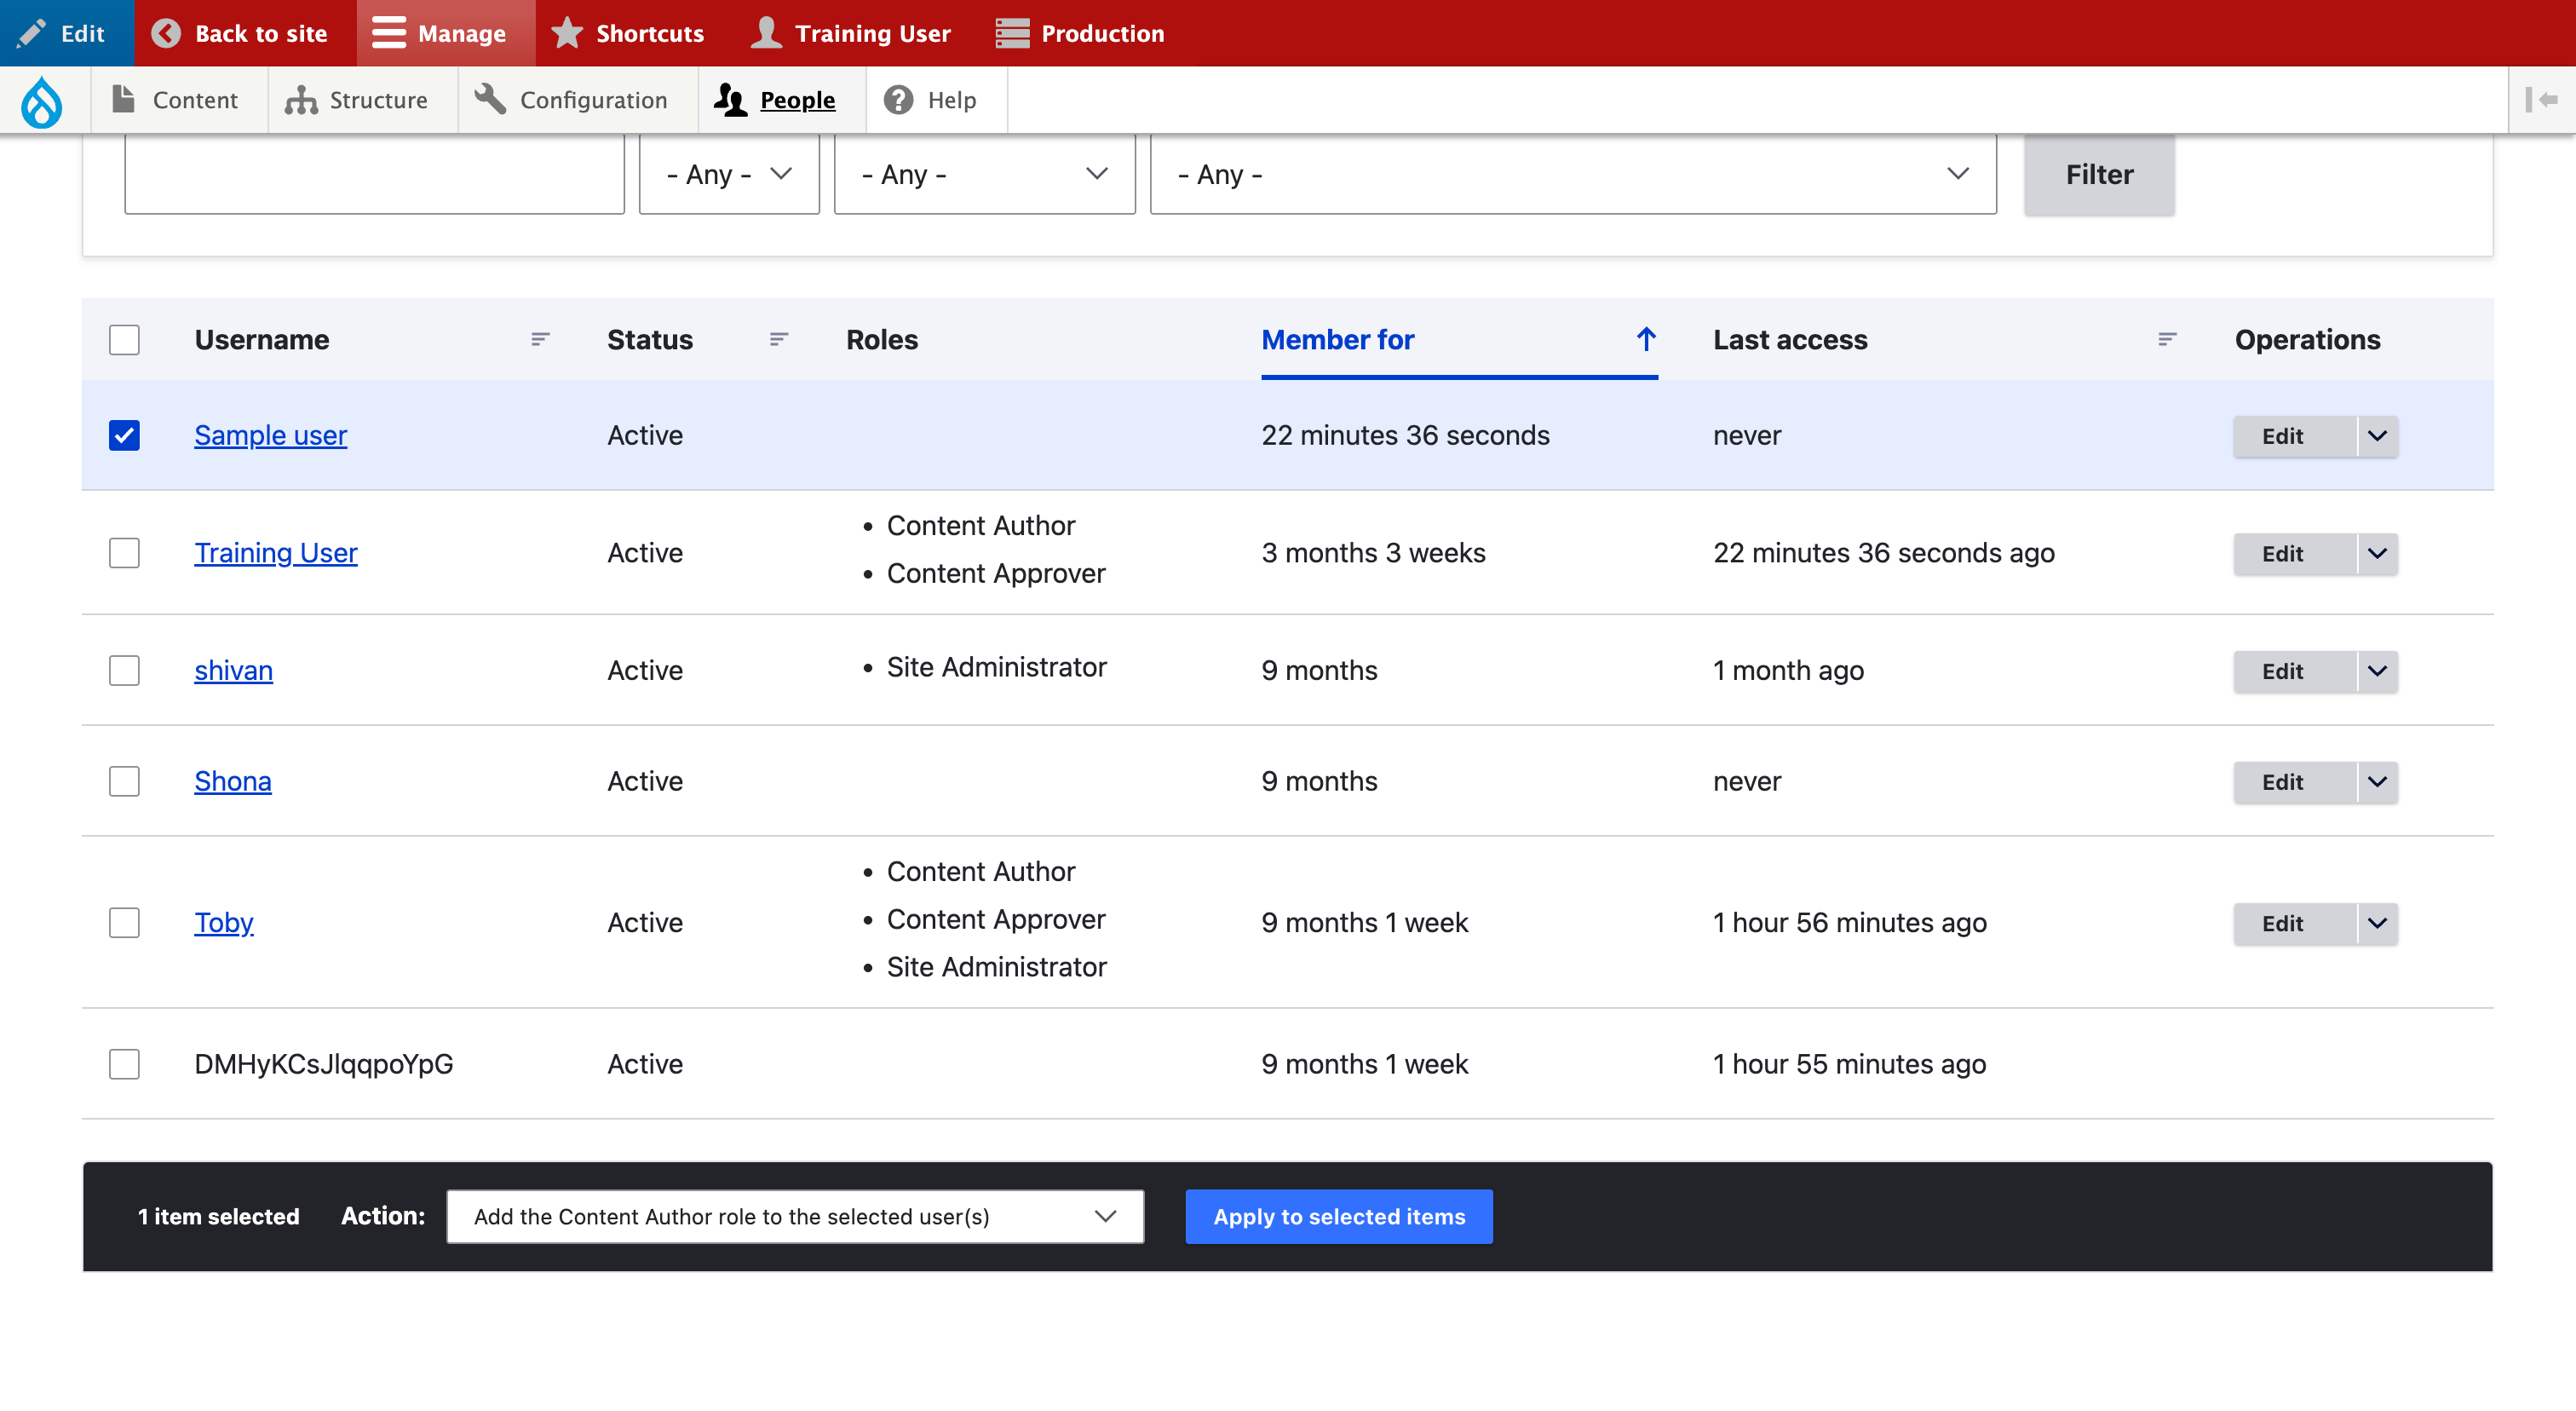 Edit Back to site Manage Shortcuts Training User Production
Content Structure Configuration People Help
- Any - - Any - - Any - Filter
Username Status Roles Member for Last access Operations
Sample user Active 22 minutes 36 seconds never Edit
Training User Active • Content Author 3 months 3 weeks 22 minutes 36 seconds ago Edit
• Content Approver
shivan Active • Site Administrator 9 months 1 month ago Edit
Shona Active 9 months never Edit
Toby Active • Content Author 9 months 1 week 1 hour 56 minutes ago Edit
• Content Approver
• Site Administrator
DMHyKCsJlqqpoYpG Active 9 months 1 week 1 hour 55 minutes ago
1 item selected Action: Add the Content Author role to the selected user(s) Apply to selected items